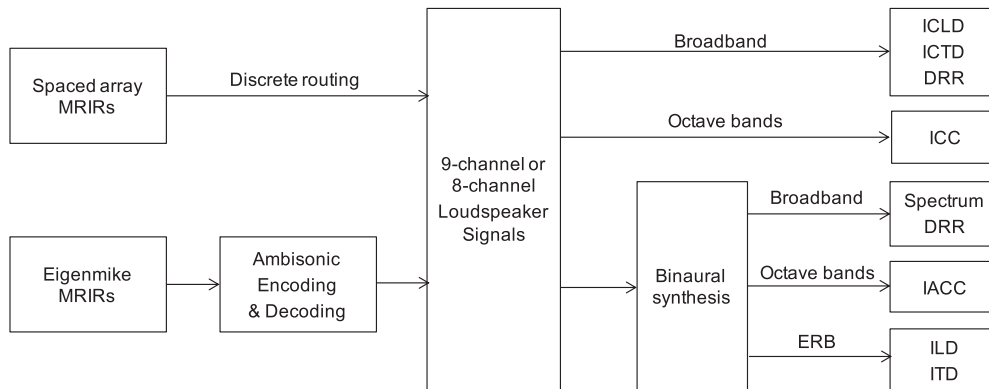 Spaced array
MRIRs
Discrete routing
Eigenmike
MRIRs
Ambisonic
Encoding
& Decoding
9-channel or
8-channel
Loudspeaker
Signals
Broadband
ICLD
ICTD
DRR
Octave bands
ICC
Binaural
synthesis
Broadband
Spectrum
DRR
Octave bands
IACC
ERB
ILD
ITD